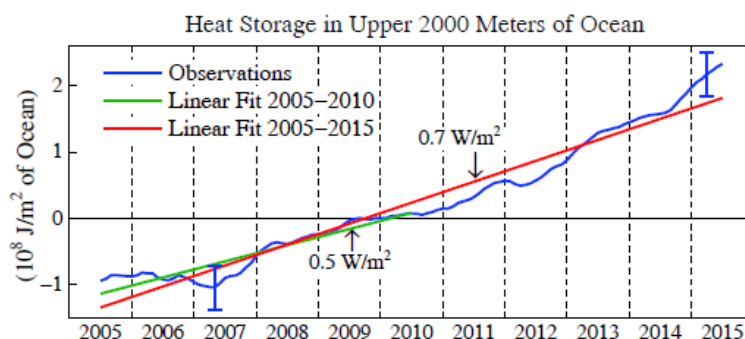 Heat Storage in Upper 2000 Meters of Ocean
(10⁸ J/m² of Ocean)
2
1
0
−1
Observations
Linear Fit 2005−2010
Linear Fit 2005−2015
0.7 W/m²
0.5 W/m²
2005 2006 2007 2008 2009 2010 2011 2012 2013 2014 2015